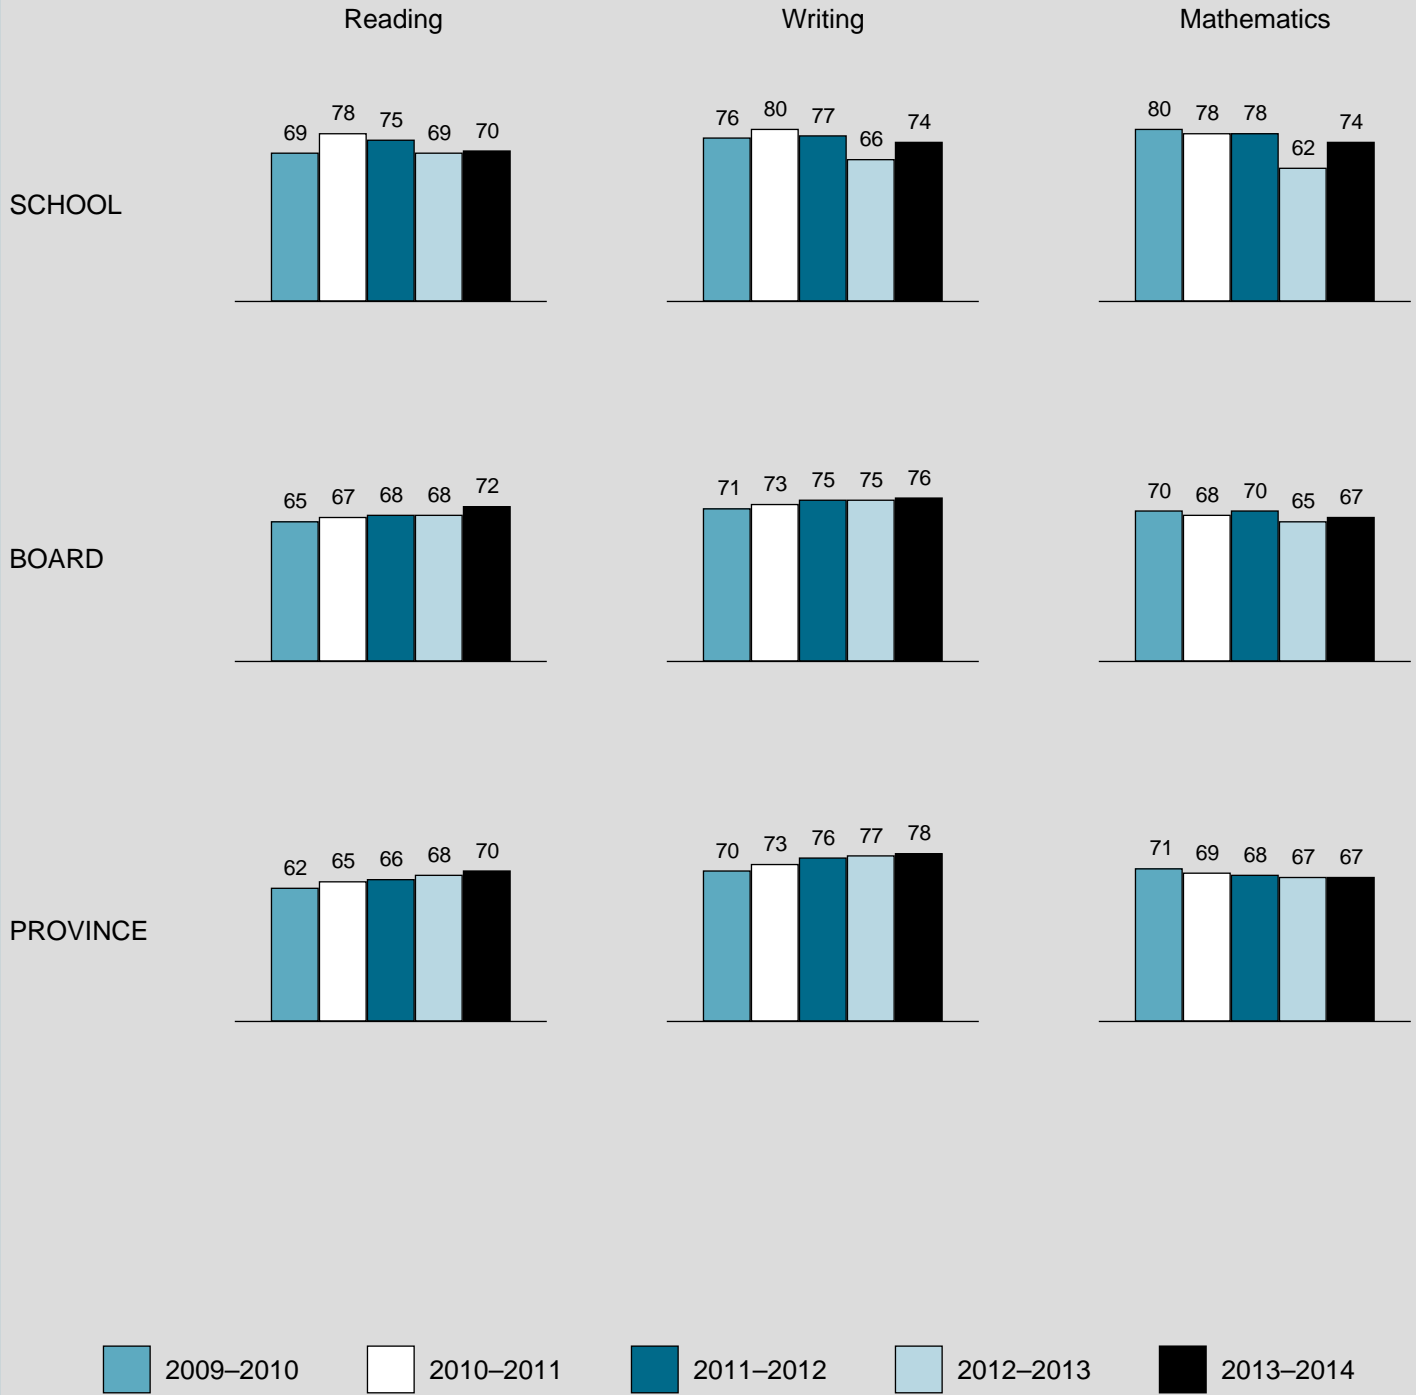 Reading Writing Mathematics
SCHOOL
69 78 75 69 70
76 80 77 66 74
80 78 78 62 74
BOARD
65 67 68 68 72
71 73 75 75 76
70 68 70 65 67
PROVINCE
62 65 66 68 70
70 73 76 77 78
71 69 68 67 67
2009–2010 2010–2011 2011–2012 2012–2013 2013–2014